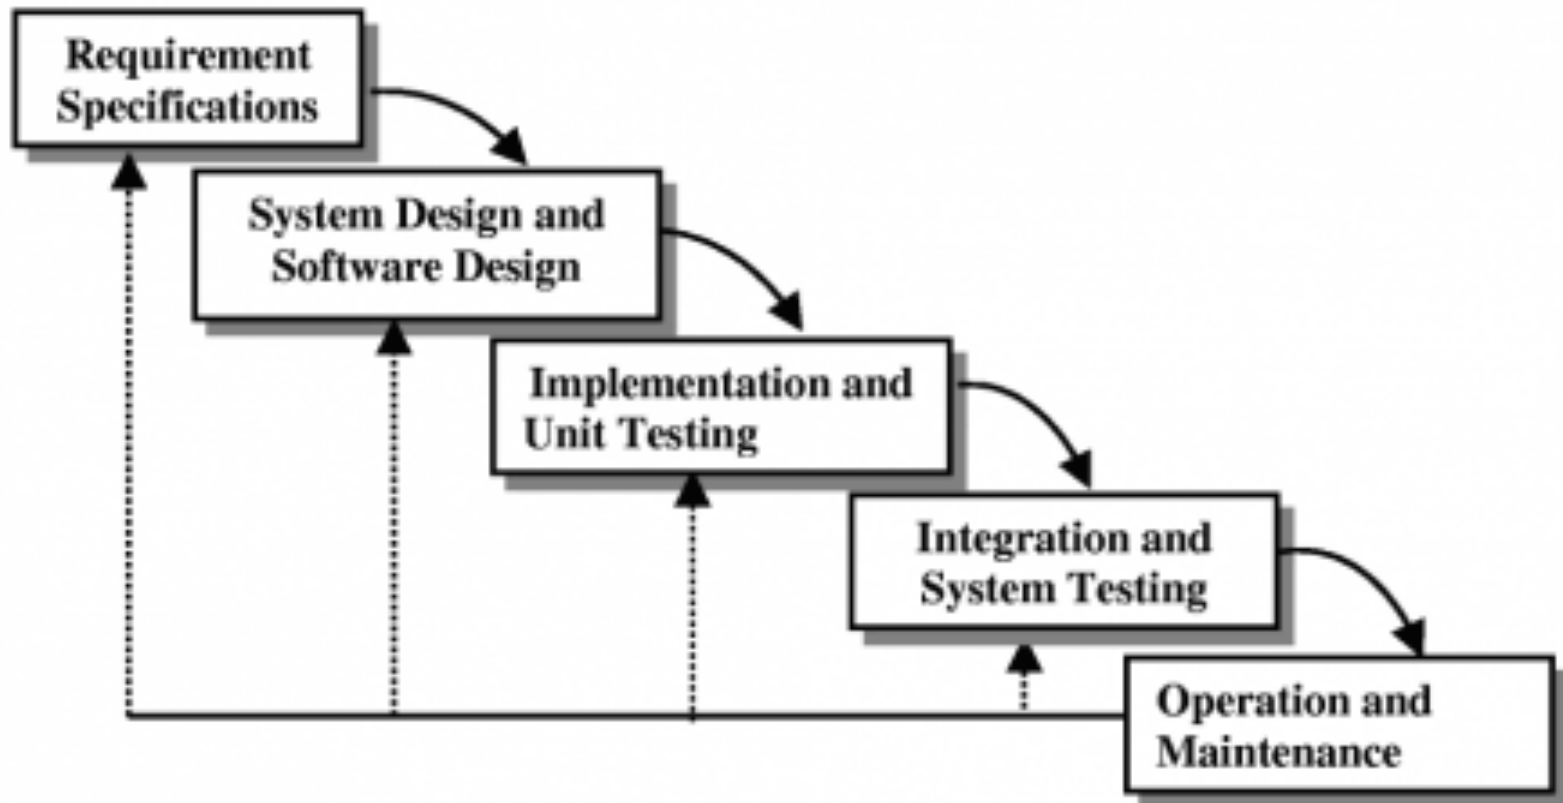 Requirement
Specifications
System Design and
Software Design
Implementation and
Unit Testing
Integration and
System Testing
Operation and
Maintenance